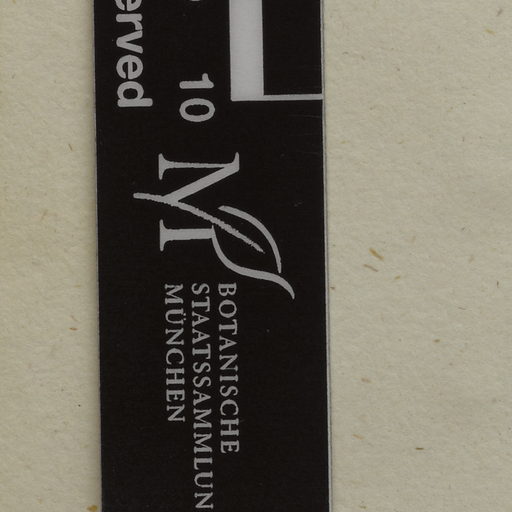 erved
10
BOTANISCHE
STAATSSAMMLUN
MÜNCHEN